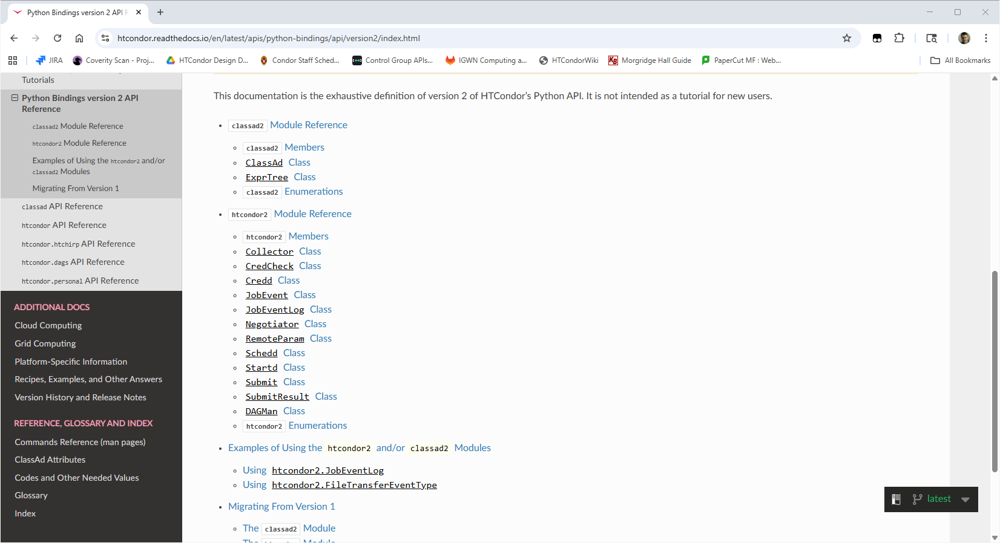 Python Bindings version 2 API R
htcondor.readthedocs.io/en/latest/apis/python-bindings/api/version2/index.html
JIRA
Coverity Scan - Proj...
HTCondor Design D...
Condor Staff Sched...
Control Group APIs...
IGWN Computing a...
HTCondorWiki
Morgridge Hall Guide
PaperCut MF : Web...
All Bookmarks
Tutorials
Python Bindings version 2 API
Reference
classad2 Module Reference
htcondor2 Module Reference
Examples of Using the htcondor2 and/or
classad2 Modules
Migrating From Version 1
classad API Reference
htcondor API Reference
htcondor.htchirp API Reference
htcondor.dags API Reference
htcondor.personal API Reference
ADDITIONAL DOCS
Cloud Computing
Grid Computing
Platform-Specific Information
Recipes, Examples, and Other Answers
Version History and Release Notes
REFERENCE, GLOSSARY AND INDEX
Commands Reference (man pages)
ClassAd Attributes
Codes and Other Needed Values
Glossary
Index
This documentation is the exhaustive definition of version 2 of HTCondor's Python API. It is not intended as a tutorial for new users.
classad2 Module Reference
classad2 Members
ClassAd Class
ExprTree Class
classad2 Enumerations
htcondor2 Module Reference
htcondor2 Members
Collector Class
CredCheck Class
Credd Class
JobEvent Class
JobEventLog Class
Negotiator Class
RemoteParam Class
Schedd Class
Startd Class
Submit Class
SubmitResult Class
DAGMan Class
htcondor2 Enumerations
Examples of Using the htcondor2 and/or classad2 Modules
Using htcondor2.JobEventLog
Using htcondor2.FileTransferEventType
Migrating From Version 1
The classad2 Module
latest